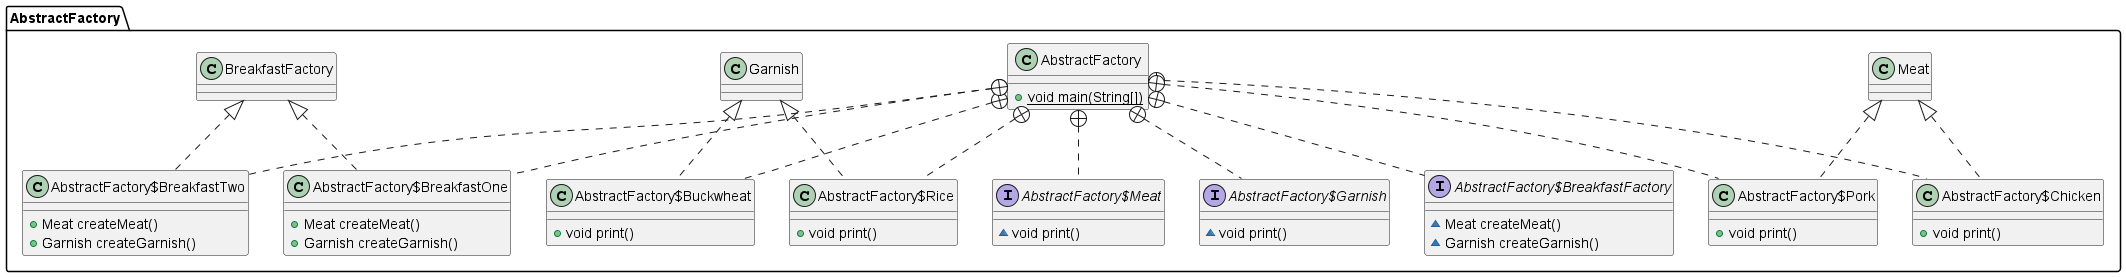 AbstractFactory
BreakfastFactory
Garnish
AbstractFactory
void main(String[])
Meat
AbstractFactory$BreakfastTwo
Meat createMeat()
Garnish createGarnish()
AbstractFactory$BreakfastOne
Meat createMeat()
Garnish createGarnish()
AbstractFactory$Buckwheat
void print()
AbstractFactory$Rice
void print()
AbstractFactory$Meat
void print()
AbstractFactory$Garnish
void print()
AbstractFactory$BreakfastFactory
Meat createMeat()
Garnish createGarnish()
AbstractFactory$Pork
void print()
AbstractFactory$Chicken
void print()